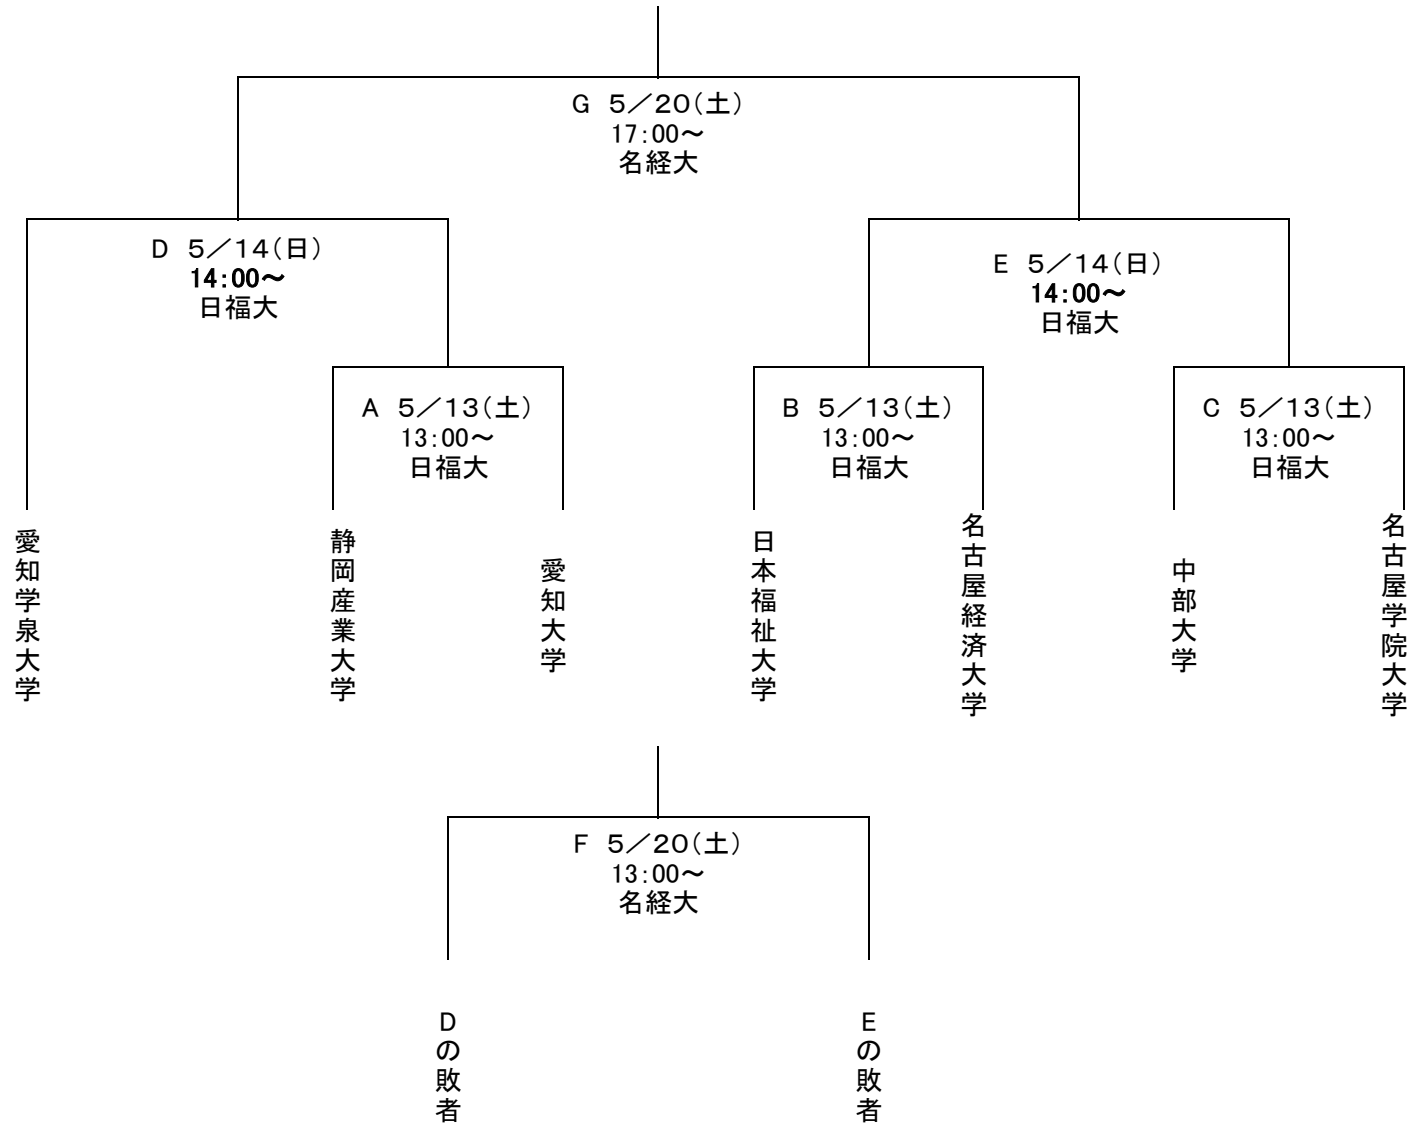 G 5／20(土)
17:00～
名経大
D 5／14(日)
14:00～
日福大
E 5／14(日)
14:00～
日福大
A 5／13(土)
13:00～
日福大
B 5／13(土)
13:00～
日福大
C 5／13(土)
13:00～
日福大
愛知学泉大学
静岡産業大学
愛知大学
日本福祉大学
名古屋経済大学
中部大学
名古屋学院大学
F 5／20(土)
13:00～
名経大
Dの敗者
Eの敗者